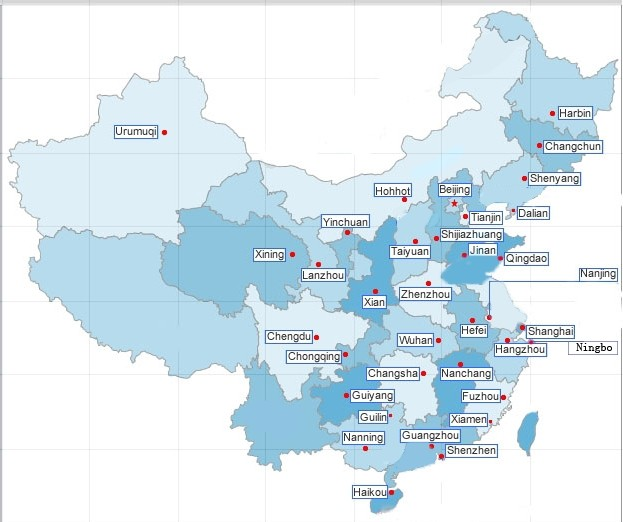 Harbin
Urumuqi
Changchun
Shenyang
Hohhot
Beijing
Dalian
Tianjin
Yinchuan
Shijiazhuang
Taiyuan
Jinan
Xining
Qingdao
Lanzhou
Nanjing
Zhenzhou
Xian
Hefei
Shanghai
Chengdu
Wuhan
Hangzhou
Ningbo
Chongqing
Changsha
Nanchang
Guiyang
Fuzhou
Guilin
Xiamen
Nanning
Guangzhou
Shenzhen
Haikou